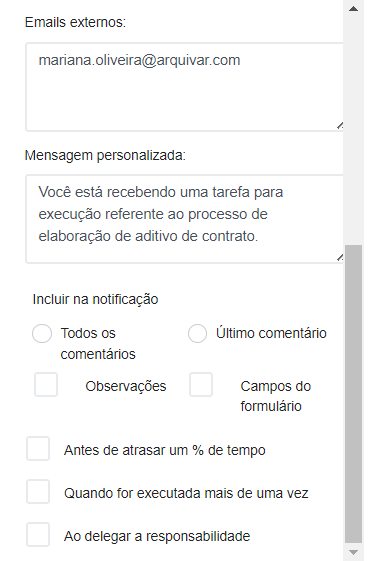 Emails externos:
mariana.oliveira@arquivar.com
Mensagem personalizada:
Você está recebendo uma tarefa para
execução referente ao processo de
elaboração de aditivo de contrato.
Incluir na notificação
Todos os
comentários
Último comentário
Observações
Campos do
formulário
Antes de atrasar um % de tempo
Quando for executada mais de uma vez
Ao delegar a responsabilidade